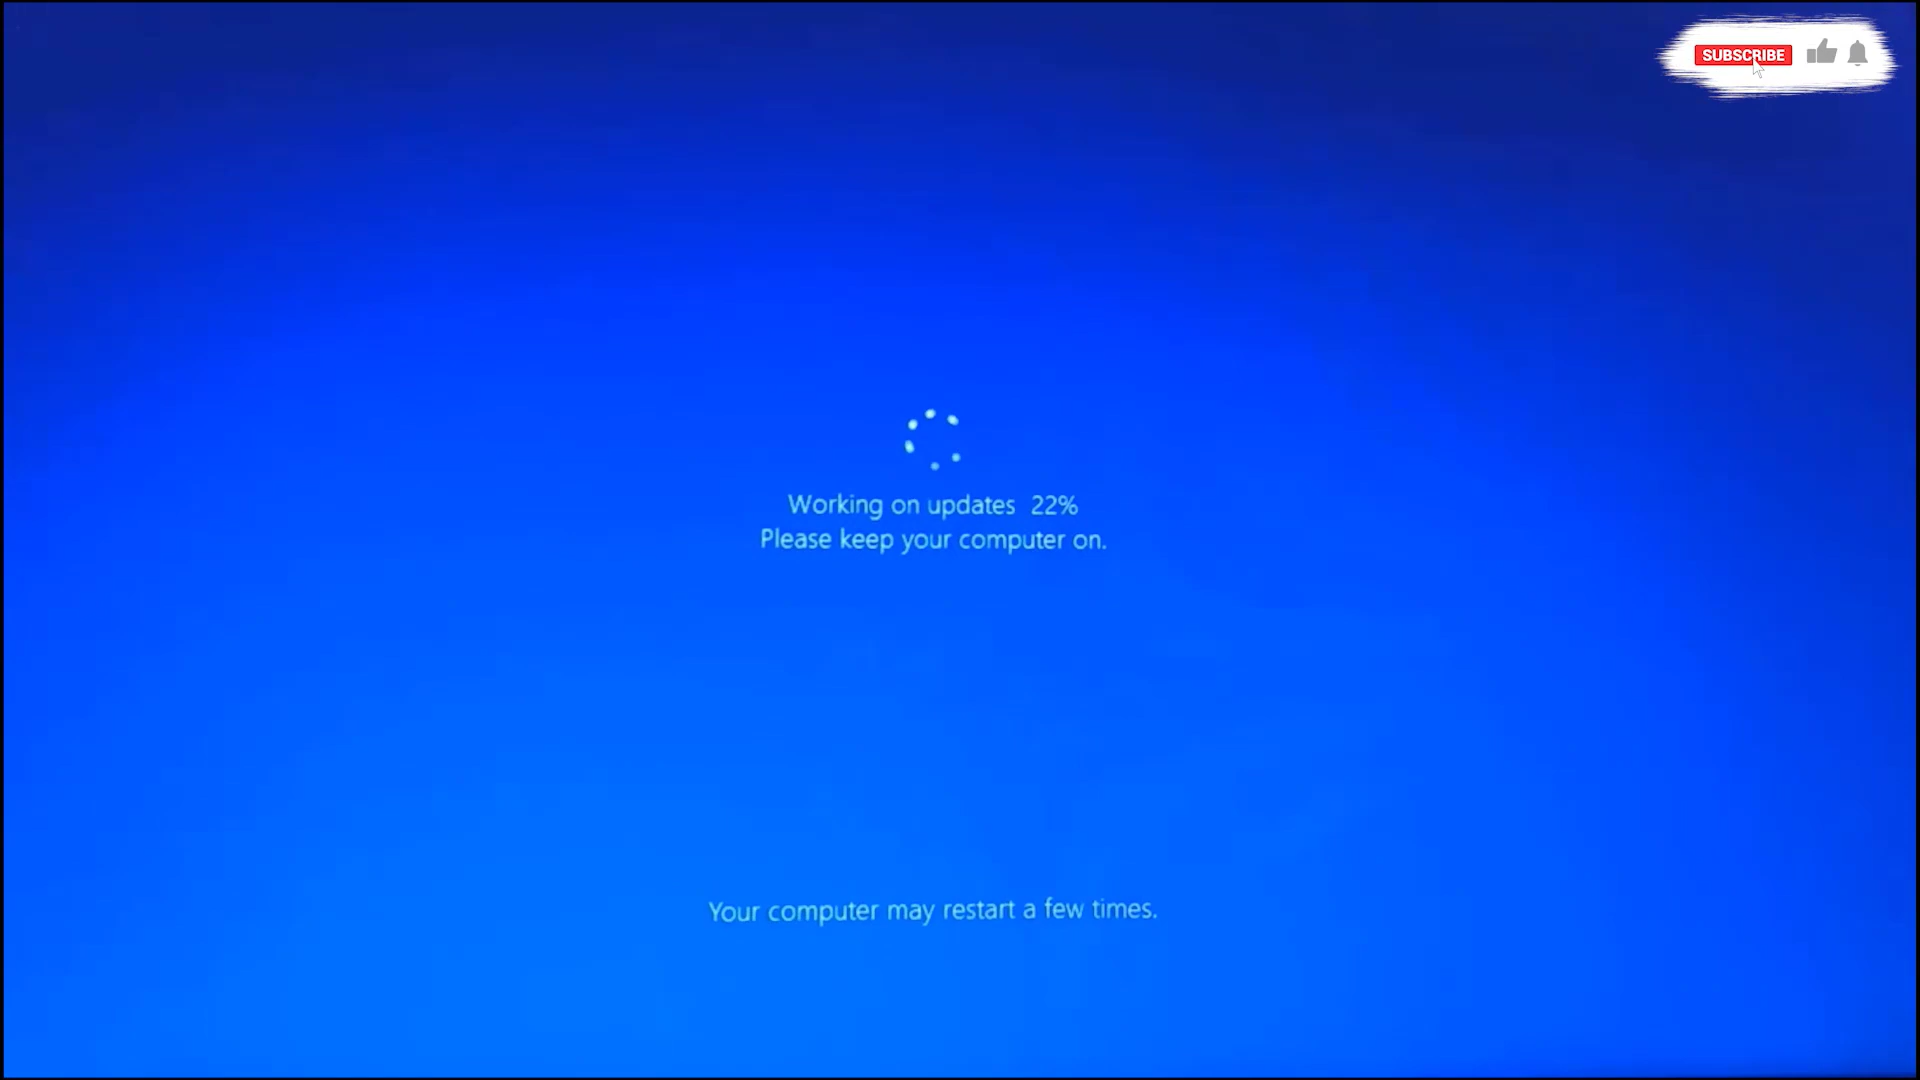 SUBSCRIBE
Working on updates 22%
Please keep your computer on.
Your computer may restart a few times.